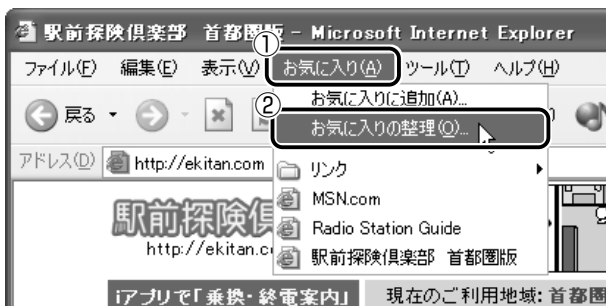 駅前探険倶楽部 首都圏版 - Microsoft Internet Explorer
①
ファイル(F) 編集(E) 表示(V) お気に入り(A) ツール(T) ヘルプ(H)
お気に入りに追加(A)...
②
戻る お気に入りの整理(O)...
アドレス(D) http://ekitan.com
リンク
MSN.com
駅前探険倶
Radio Station Guide
http://ekitan.c
駅前探険倶楽部 首都圏版
iアプリで「乗換・終電案内」 現在のご利用地域：首都圏